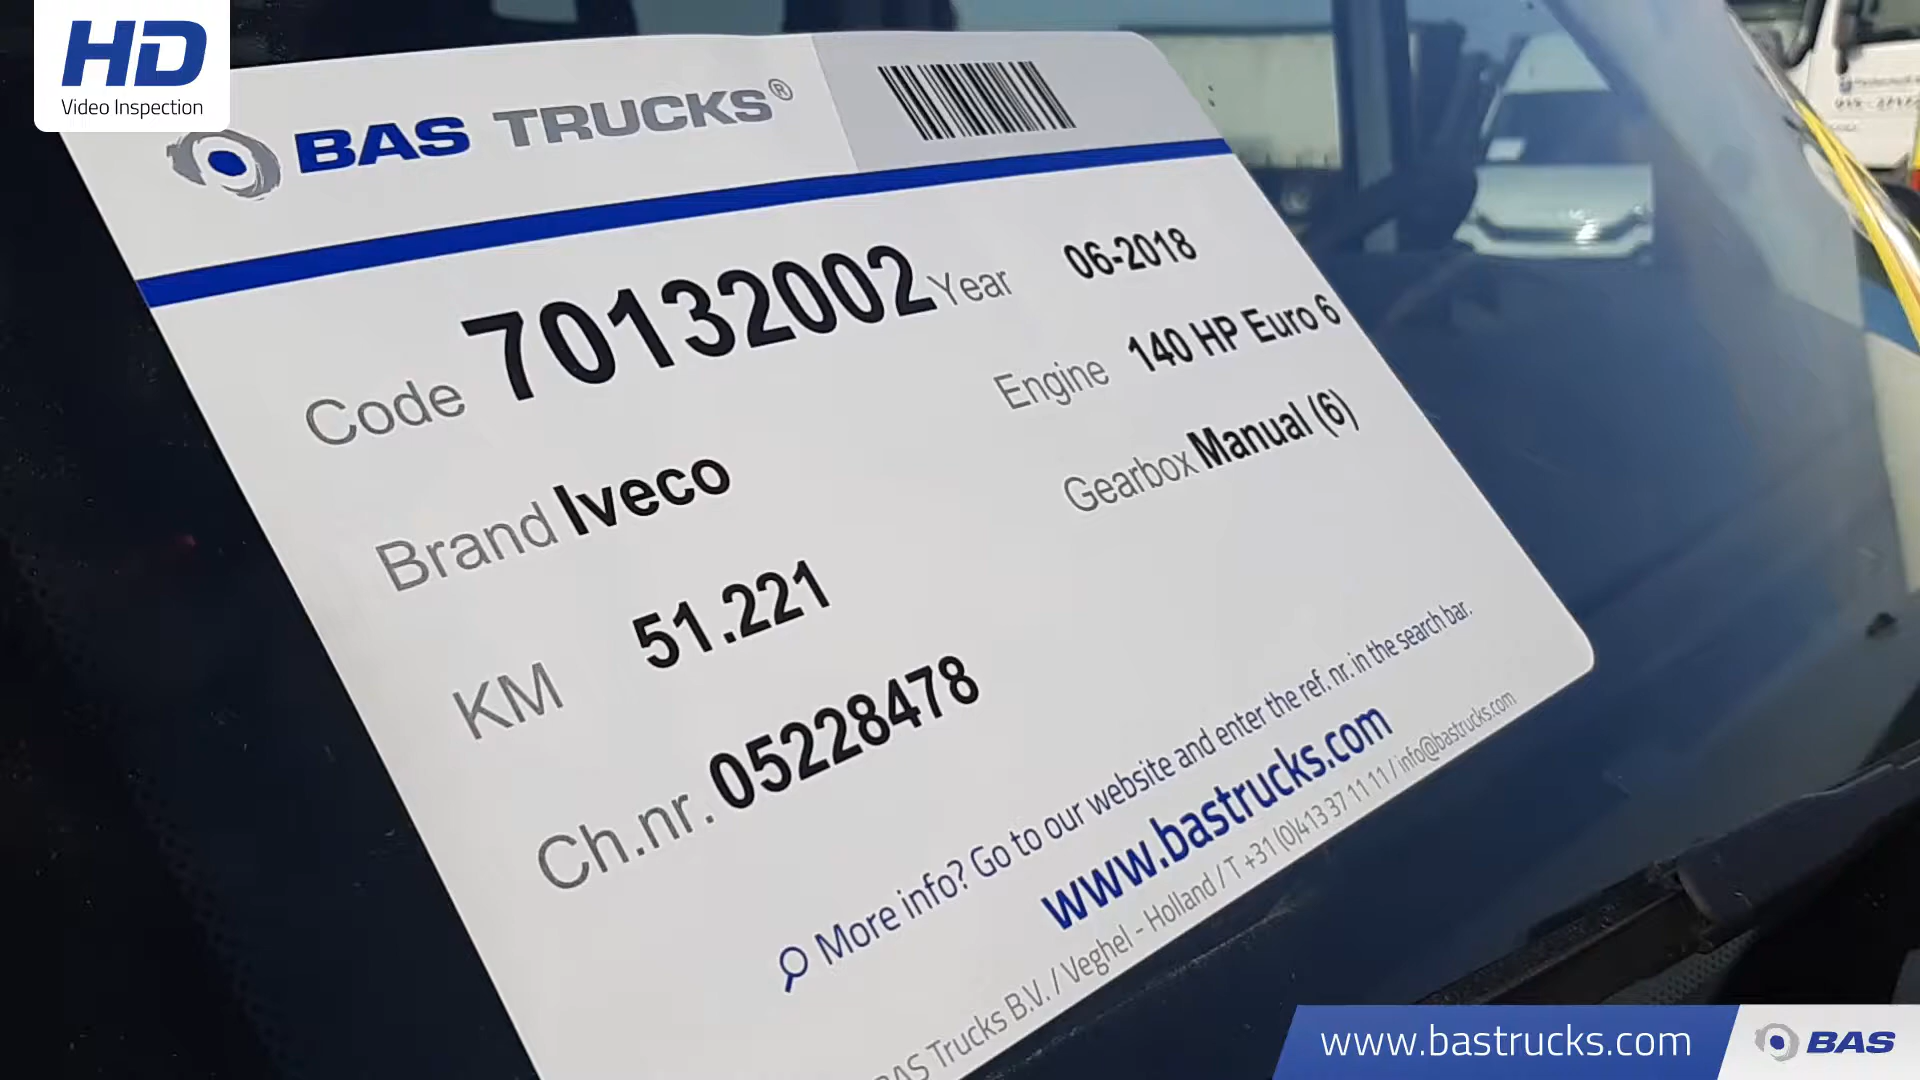 HD
Video Inspection
BAS TRUCKS®
Code 70132002
Year 06-2018
Brand Iveco
Engine 140 HP Euro 6
KM 51.221
Gearbox Manual (6)
Ch.nr. 05228478
More info? Go to our website and enter the ref. nr. in the search bar.
www.bastrucks.com
BAS Trucks B.V. / Veghel - Holland / T +31 (0)413 37 11 11 / info@bastrucks.com
www.bastrucks.com
BAS